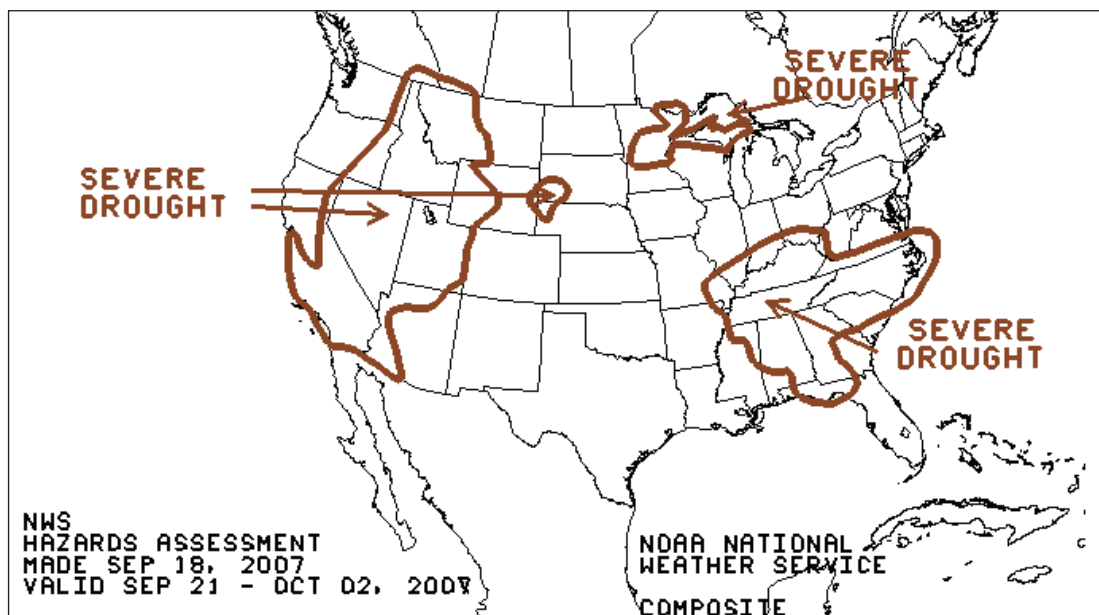 SEVERE
DROUGHT
SEVERE
DROUGHT
SEVERE
DROUGHT
NWS
HAZARDS ASSESSMENT
MADE SEP 18, 2007
VALID SEP 21 - OCT 02, 2007
NOAA NATIONAL
WEATHER SERVICE
COMPOSITE